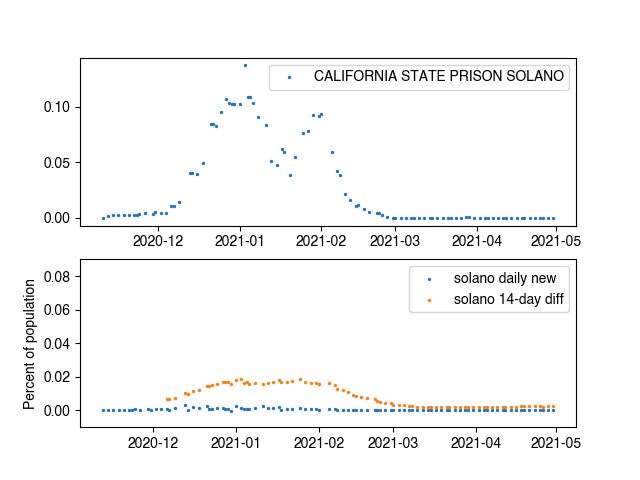 CALIFORNIA STATE PRISON SOLANO
0.10
0.05
0.00
2020-12 2021-01 2021-02 2021-03 2021-04 2021-05
Percent of population
solano daily new
solano 14-day diff
0.08
0.06
0.04
0.02
0.00
2020-12 2021-01 2021-02 2021-03 2021-04 2021-05